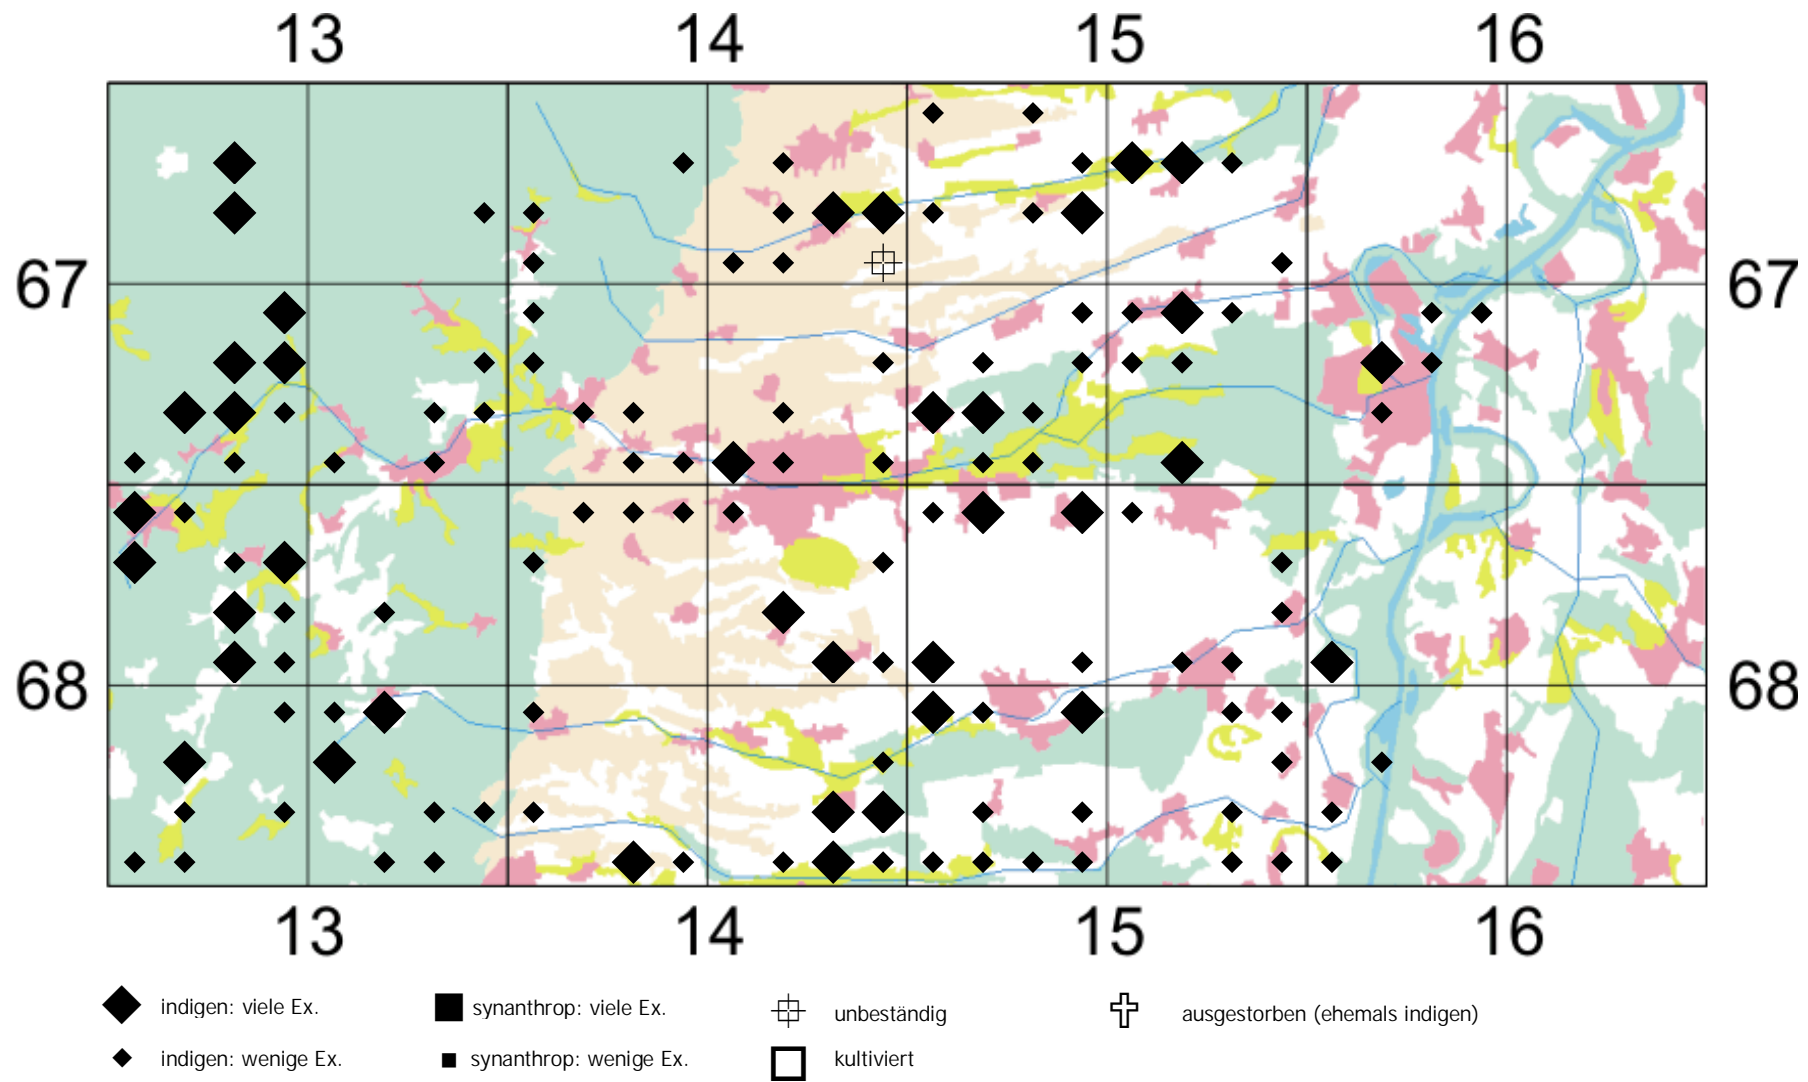 13 14 15 16
67 67
68 68
13 14 15 16
indigen: viele Ex. synanthrop: viele Ex. unbeständig ausgestorben (ehemals indigen)
indigen: wenige Ex. synanthrop: wenige Ex. kultiviert